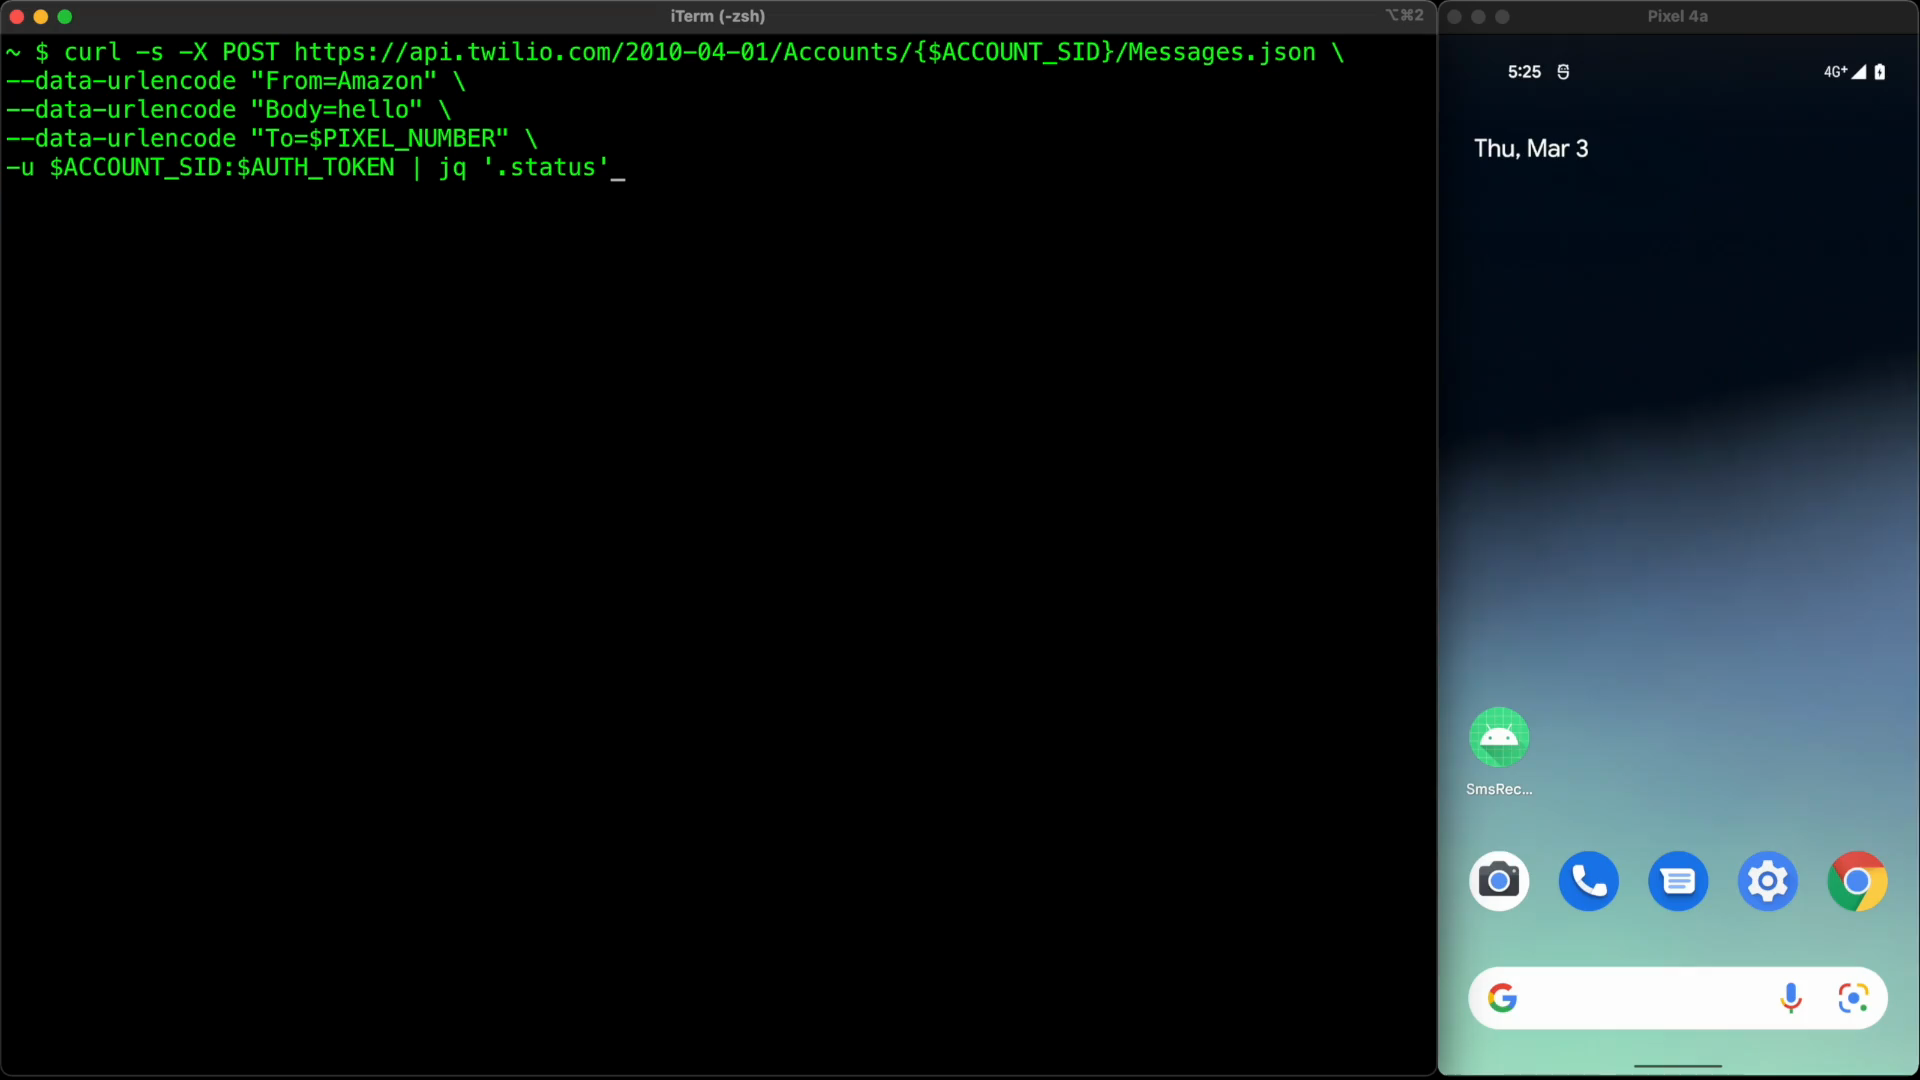 iTerm (-zsh)
⌥⌘2
~ $ curl -s -X POST https://api.twilio.com/2010-04-01/Accounts/{$ACCOUNT_SID}/Messages.json \
--data-urlencode "From=Amazon" \
--data-urlencode "Body=hello" \
--data-urlencode "To=$PIXEL_NUMBER" \
-u $ACCOUNT_SID:$AUTH_TOKEN | jq '.status'_
Pixel 4a
5:25
4G+
Thu, Mar 3
SmsRec...